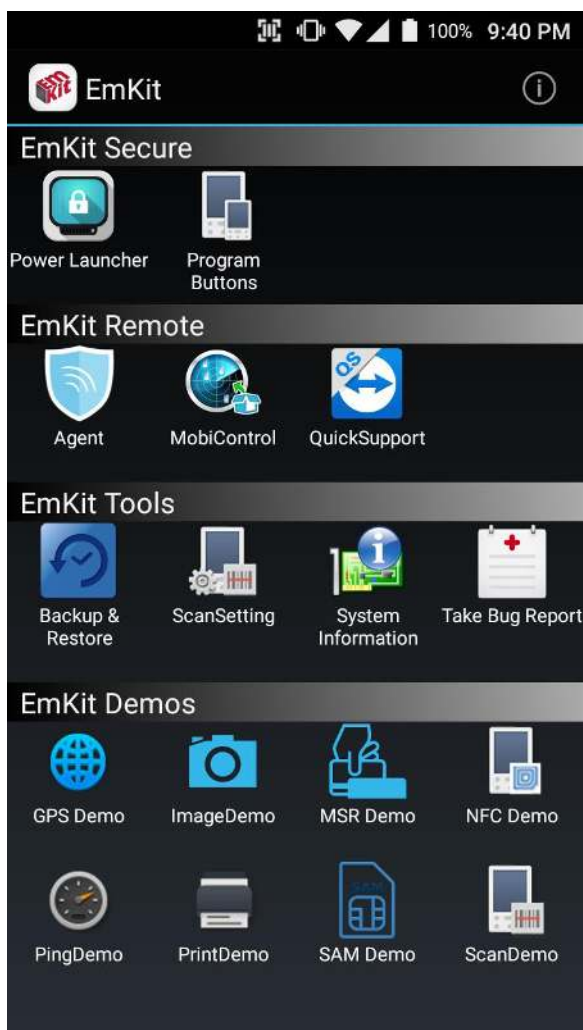 100% 9:40 PM
EmKit
EmKit Secure
Power Launcher
Program
Buttons
EmKit Remote
QS
Agent
MobiControl
QuickSupport
EmKit Tools
Backup &
Restore
ScanSetting
System
Information
Take Bug Report
EmKit Demos
GPS Demo
ImageDemo
MSR Demo
NFC Demo
SAM
PingDemo
PrintDemo
SAM Demo
ScanDemo